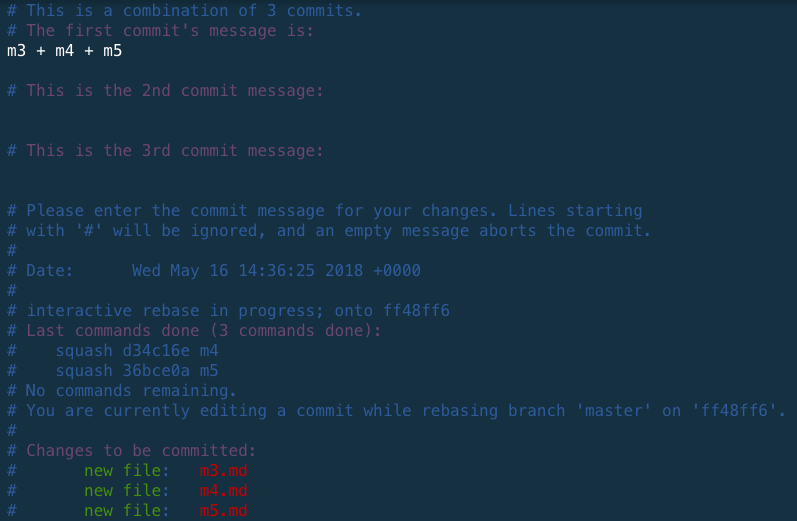 # This is a combination of 3 commits.
# The first commit's message is:
m3 + m4 + m5
# This is the 2nd commit message:
# This is the 3rd commit message:
# Please enter the commit message for your changes. Lines starting
# with '#' will be ignored, and an empty message aborts the commit.
#
# Date:      Wed May 16 14:36:25 2018 +0000
#
# interactive rebase in progress; onto ff48ff6
# Last commands done (3 commands done):
#    squash d34c16e m4
#    squash 36bce0a m5
# No commands remaining.
# You are currently editing a commit while rebasing branch 'master' on 'ff48ff6'.
#
# Changes to be committed:
#       new file:   m3.md
#       new file:   m4.md
#       new file:   m5.md